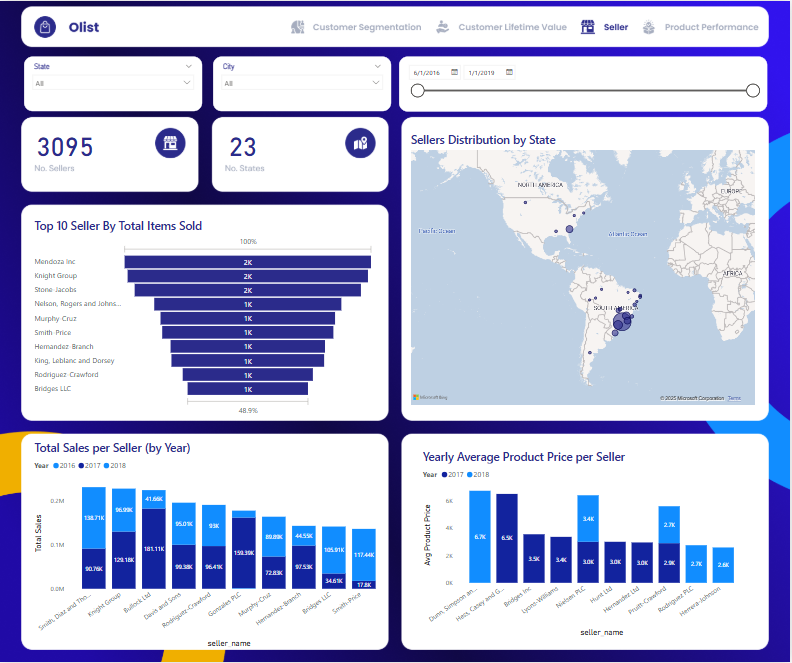 Olist
Customer Segmentation
Customer Lifetime Value
Seller
Product Performance
State
All
City
All
6/1/2016
1/1/2019
3095
No. Sellers
23
No. States
Sellers Distribution by State
NORTH AMERICA
EUROPE
Pacific Ocean
Atlantic Ocean
AFRICA
SOUTH AMERICA
Microsoft Bing
© 2025 Microsoft Corporation Terms
Top 10 Seller By Total Items Sold
100%
Mendoza Inc 2K
Knight Group 2K
Stone-Jacobs 2K
Nelson, Rogers and Johns... 1K
Murphy-Cruz 1K
Smith-Price 1K
Hernandez-Branch 1K
King, Leblanc and Dorsey 1K
Rodriguez-Crawford 1K
Bridges LLC 1K
48.9%
Total Sales per Seller (by Year)
Year 2016 2017 2018
Total Sales
0.2M
0.1M
0.0M
138.71K
90.76K
96.99K
129.18K
41.66K
181.11K
95.01K
99.38K
93K
96.41K
159.39K
89.89K
72.83K
44.55K
97.53K
105.91K
34.61K
117.44K
17.8K
Smith, Diaz and Tho...
Knight Group
Bullock Ltd
Davis and Sons
Rodriguez-Crawford
Gonzales PLC
Murphy-Cruz
Hernandez-Branch
Bridges LLC
Smith-Price
seller_name
Yearly Average Product Price per Seller
Year 2017 2018
Avg Product Price
6K
4K
2K
0K
6.7K
6.5K
3.5K
3.4K
3.4K
3.0K
3.0K
3.0K
2.7K
2.9K
2.7K
2.6K
Dunn, Simpson an...
Hess, Casey and G...
Bridges Inc
Lyons-Williams
Nielsen PLC
Hunt Ltd
Hernandez Ltd
Pruitt-Crawford
Rodriguez PLC
Herrera-Johnson
seller_name